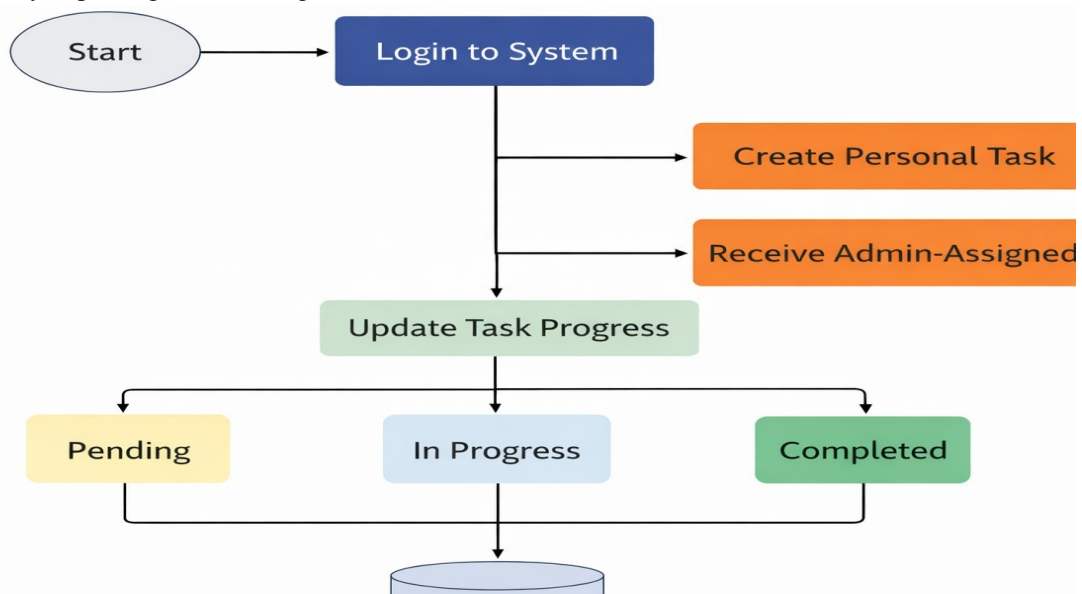 Start
Login to System
Create Personal Task
Receive Admin-Assigned
Update Task Progress
Pending
In Progress
Completed